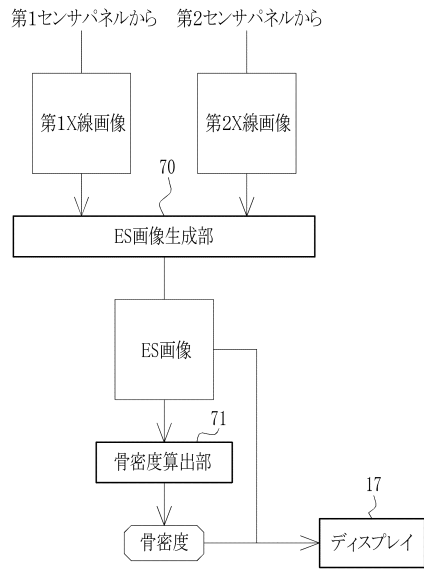 第1センサパネルから
第2センサパネルから
第1X線画像
第2X線画像
70
ES画像生成部
ES画像
71
骨密度算出部
17
骨密度
ディスプレイ